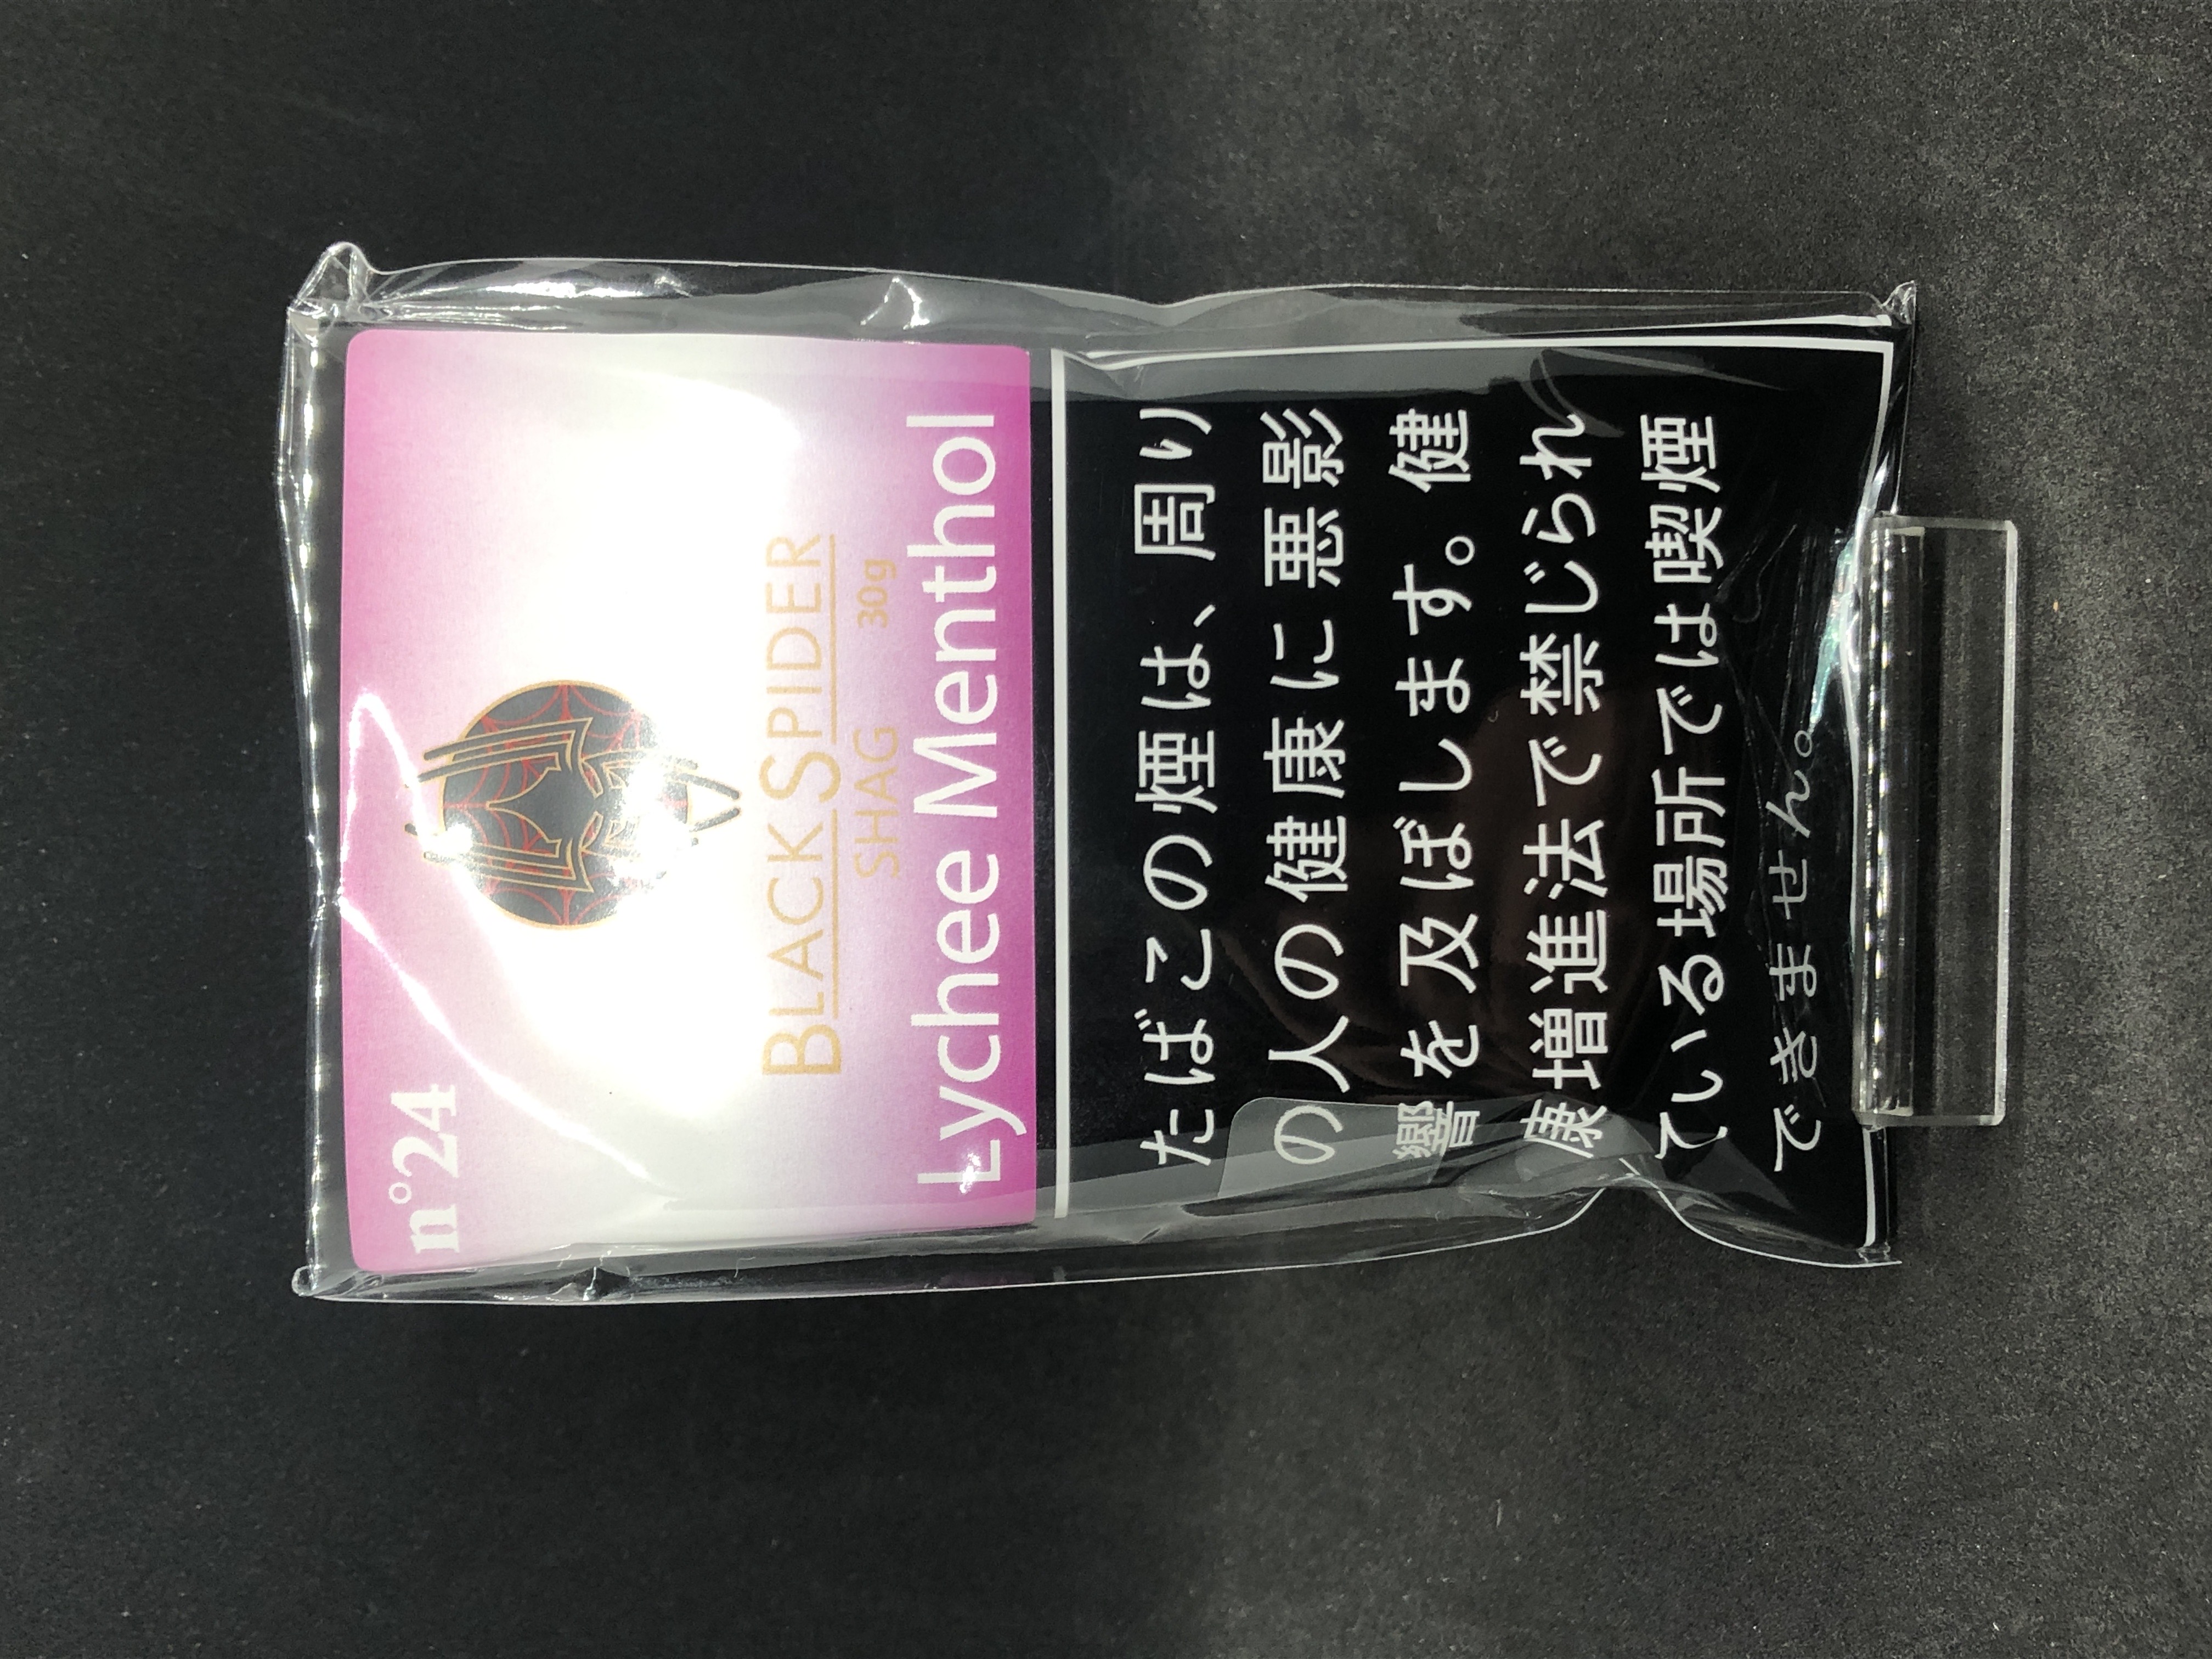 n°24
BLACK SPIDER
SHAG 30g
Lychee Menthol
たばこの煙は、周り
の人の健康に悪影
響を及ぼします。健
康増進法で禁じられ
ている場所では喫煙
できません。